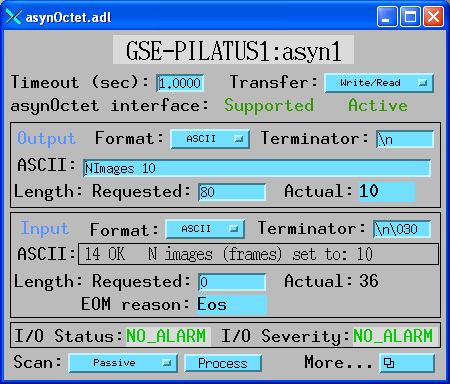 asynOctet.adl
GSE-PILATUS1:asyn1
Timeout (sec): 1.0000 Transfer: Write/Read
asynOctet interface: Supported Active
Output Format: ASCII Terminator: \n
ASCII: NImages 10
Length: Requested: 80 Actual: 10
Input Format: ASCII Terminator: \n\030
ASCII: 14 OK N images (frames) set to: 10
Length: Requested: 0 Actual: 36
EOM reason: Eos
I/O Status: NO_ALARM I/O Severity: NO_ALARM
Scan: Passive Process More...